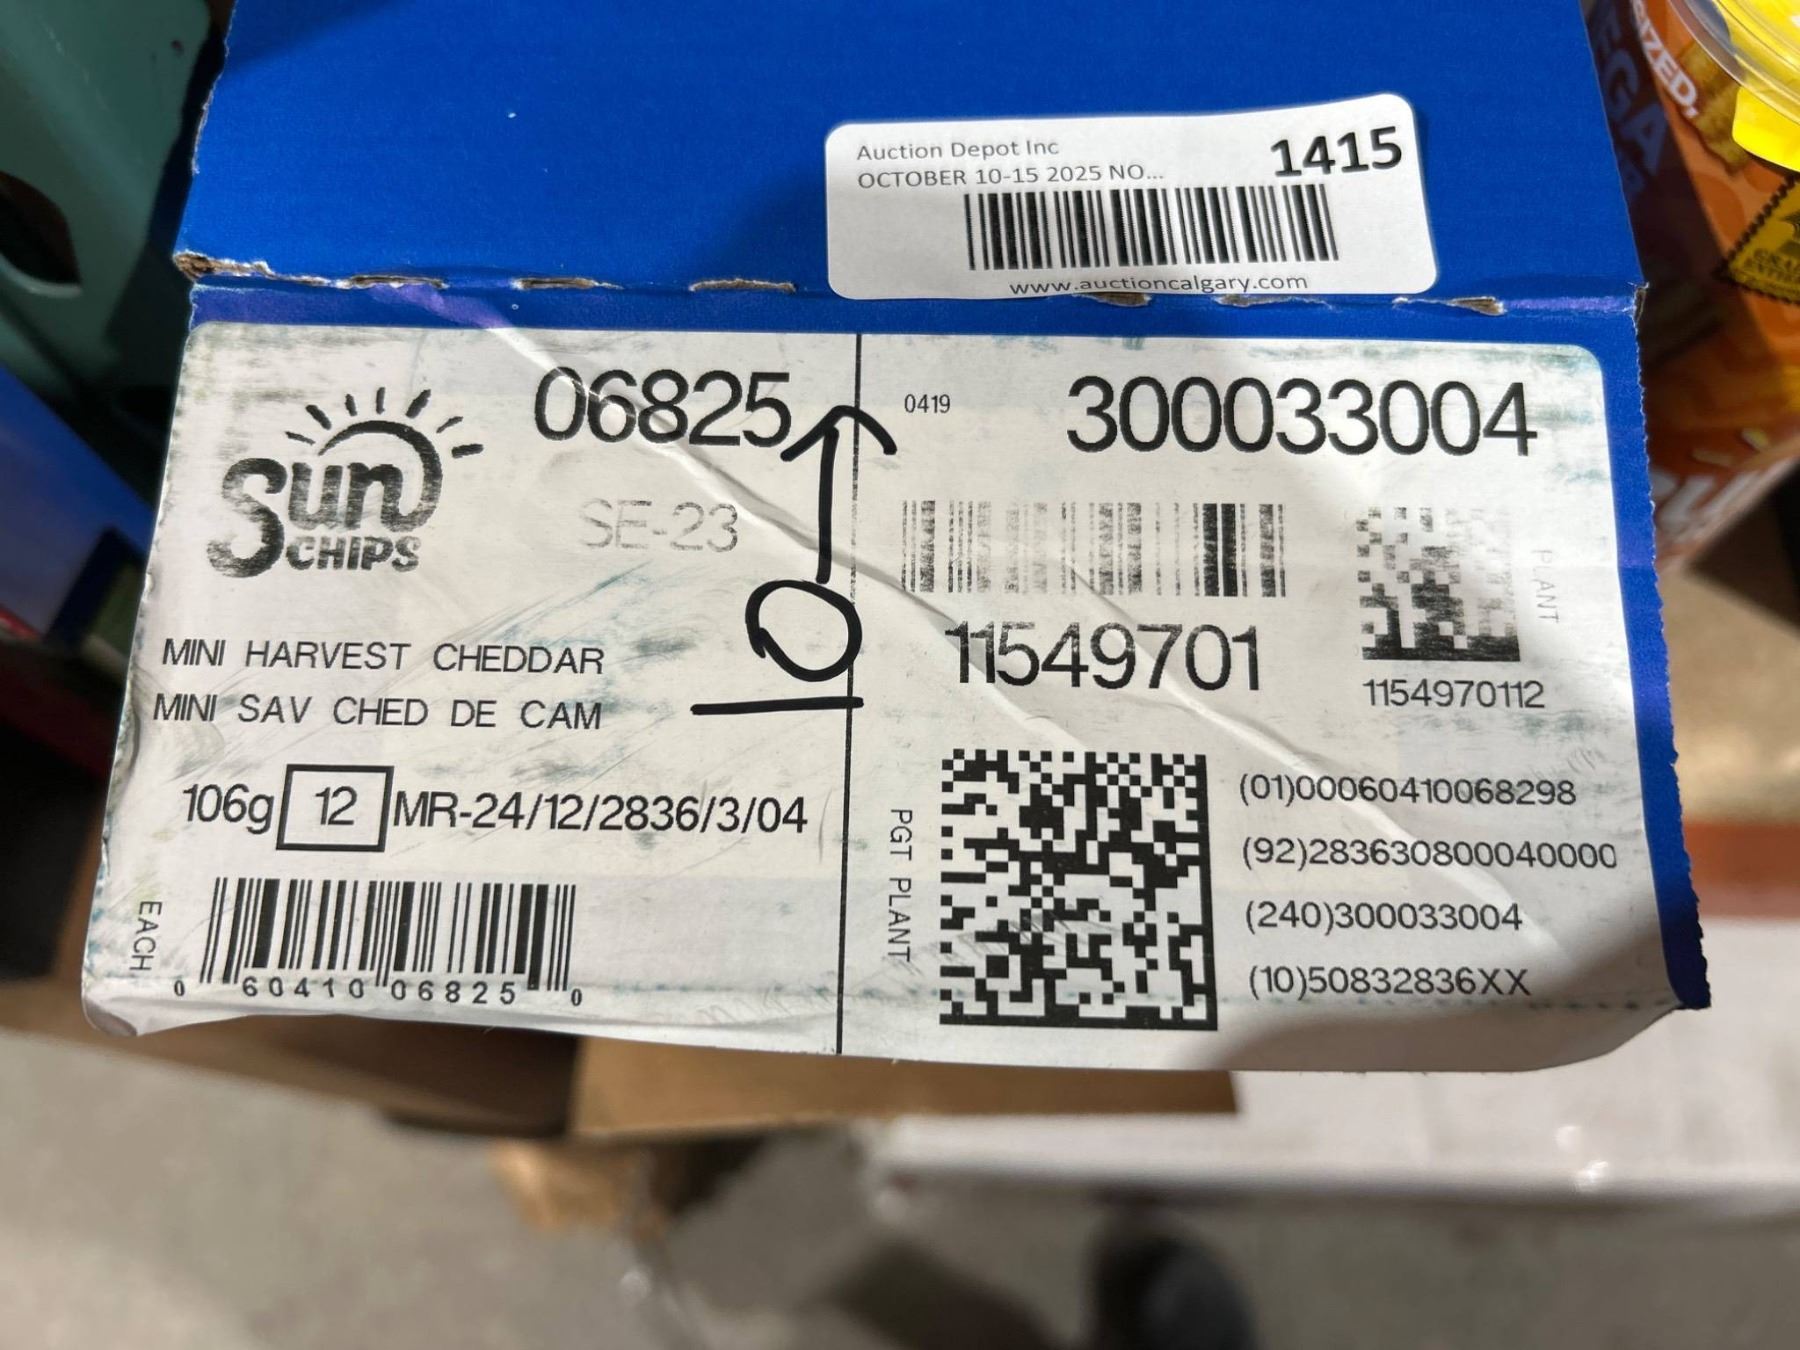 Auction Depot Inc
1415
OCTOBER 10-15 2025 NO...
www.auctioncalgary.com
Sun
CHIPS
06825
SE-23
MINI HARVEST CHEDDAR
MINI SAV CHED DE CAM
106g 12 MR-24/12/2836/3/04
EACH
0 60410 06825 0
0419
300033004
11549701
PLANT
1154970112
PGT PLANT
(01)00060410068298
(92)283630800040000
(240)300033004
(10)50832836XX